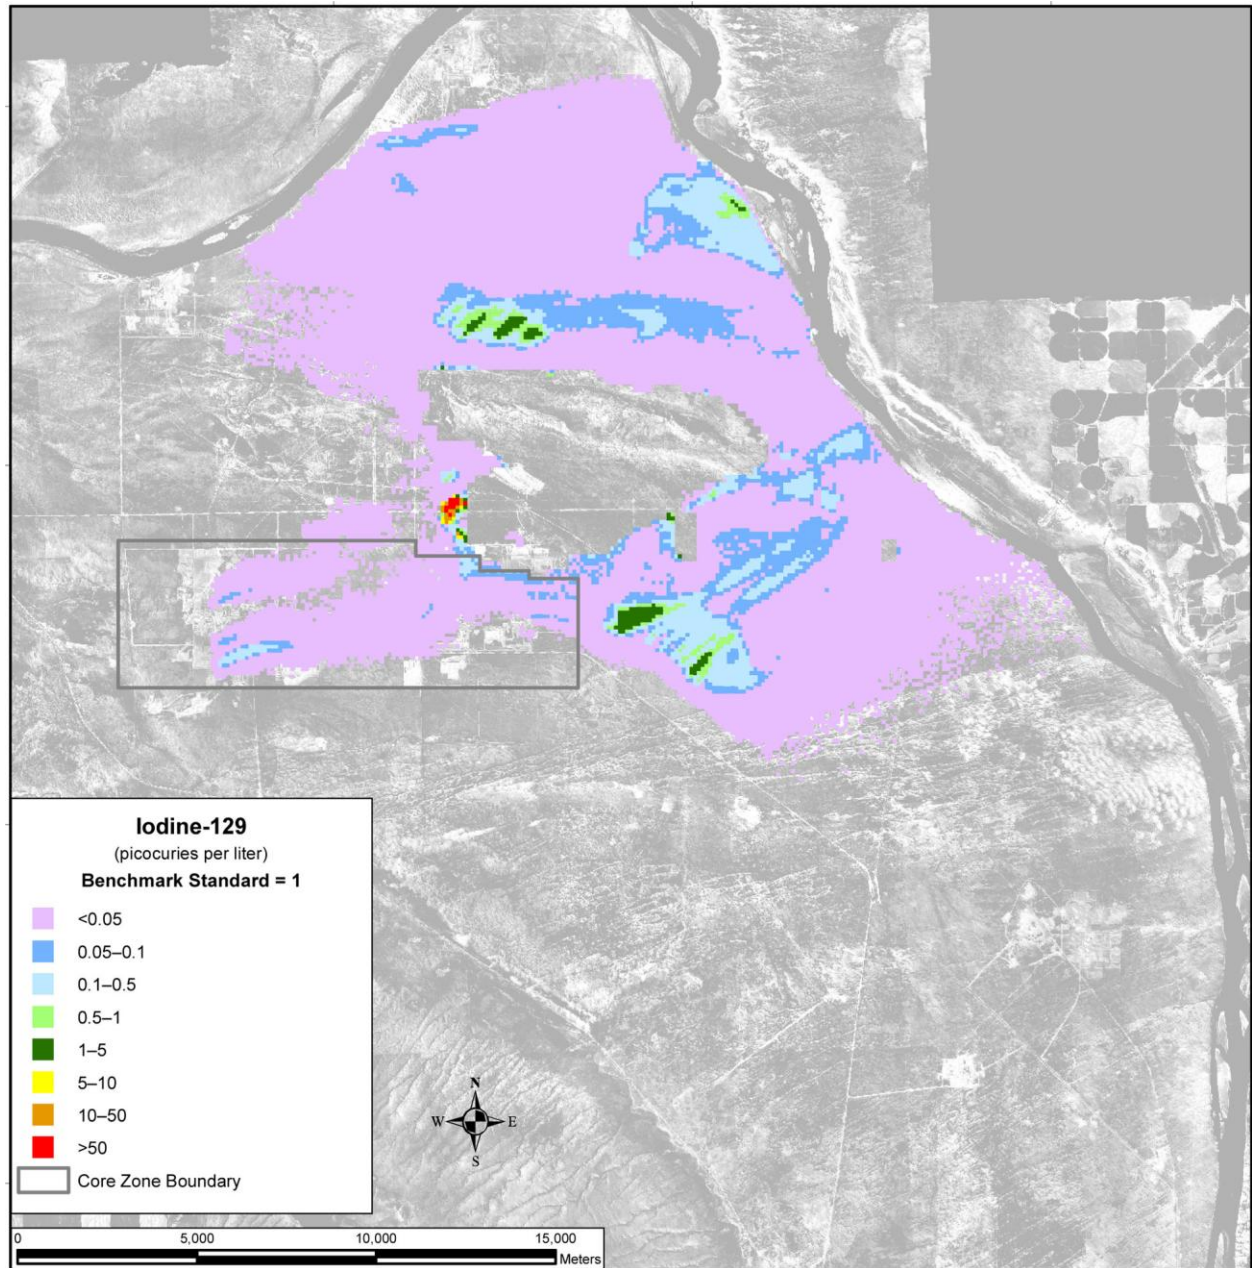 Iodine-129
(picocuries per liter)
Benchmark Standard = 1
<0.05
0.05–0.1
0.1–0.5
0.5–1
1–5
5–10
10–50
>50
Core Zone Boundary
N
W E
S
0 5,000 10,000 15,000
Meters